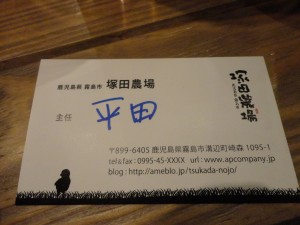 鹿児島県 霧島市 塚田農場
主任 平田
塚田農場
〒899-6405 鹿児島県霧島市溝辺町崎森 1095-1
tel&fax : 0995-45-XXXX url : www.apcompany.jp
blog : http://ameblo.jp/tsukada-nojo/